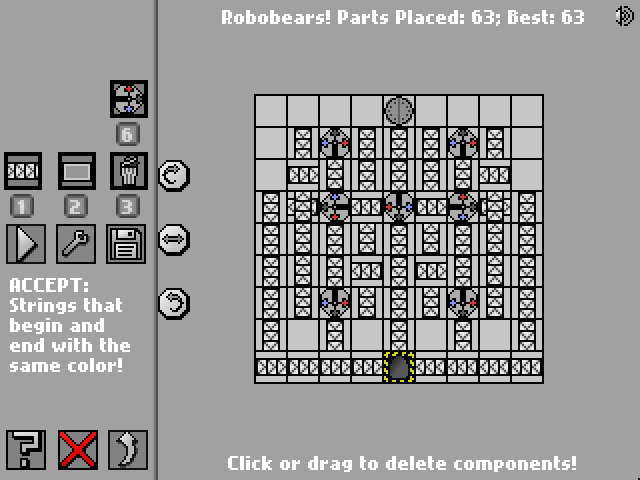 Robobears! Parts Placed: 63; Best: 63
6
1
2
3
ACCEPT:
Strings that
begin and
end with the
same color!
?
Click or drag to delete components!